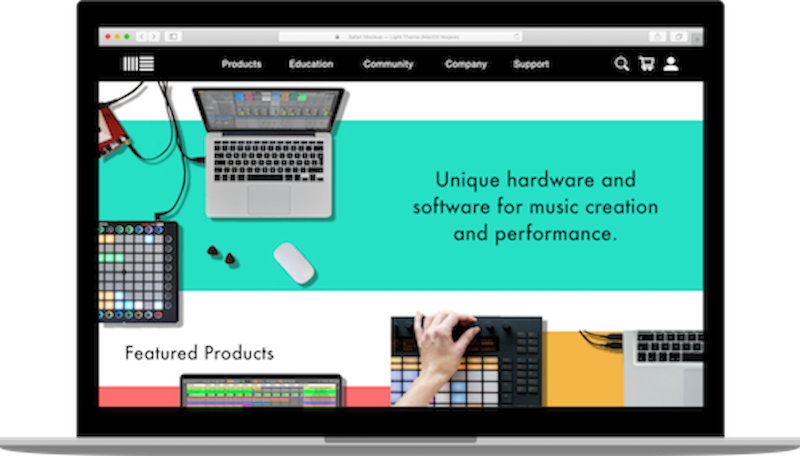 Safari Mockup — Light Theme (MacOS Mojave)
Products Education Community Company Support
Unique hardware and
software for music creation
and performance.
Featured Products